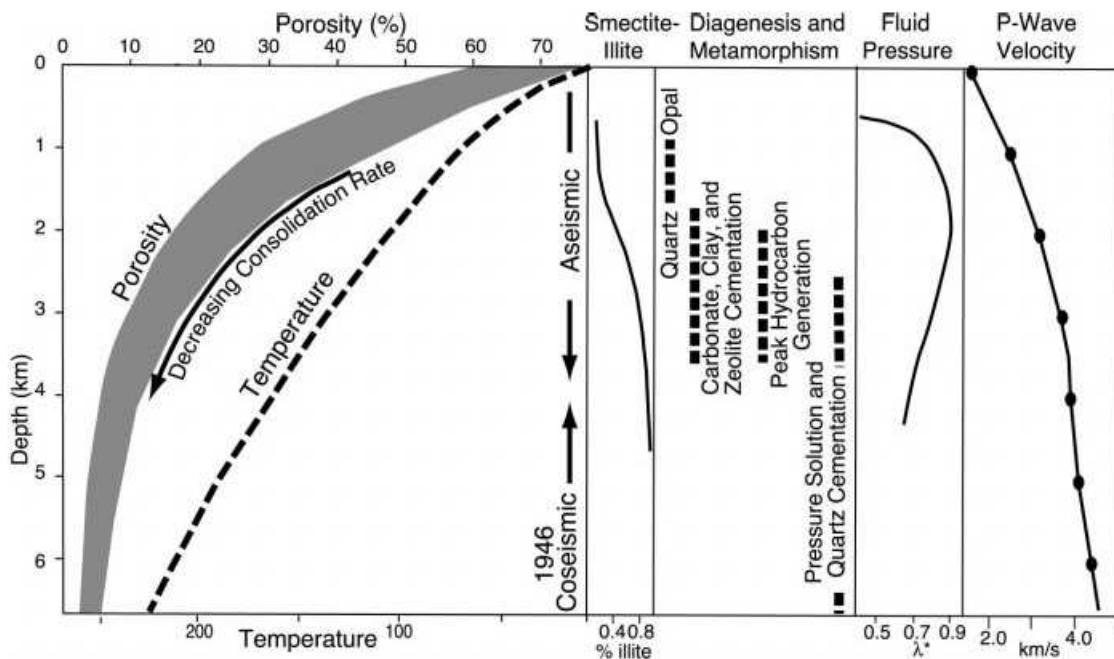 Porosity (%)
0 10 20 30 40 50 60 70
Smectite-
Illite
Diagenesis and
Metamorphism
Fluid
Pressure
P-Wave
Velocity
0
1
2
3
4
5
6
Depth (km)
Porosity
Decreasing Consolidation Rate
Temperature
Aseismic
1946
Coseismic
Quartz
Opal
Carbonate, Clay, and
Zeolite Cementation
Peak Hydrocarbon
Generation
Pressure Solution and
Quartz Cementation
200 100
Temperature
0.40.8
% illite
0.5 0.7 0.9
λ*
2.0 4.0
km/s